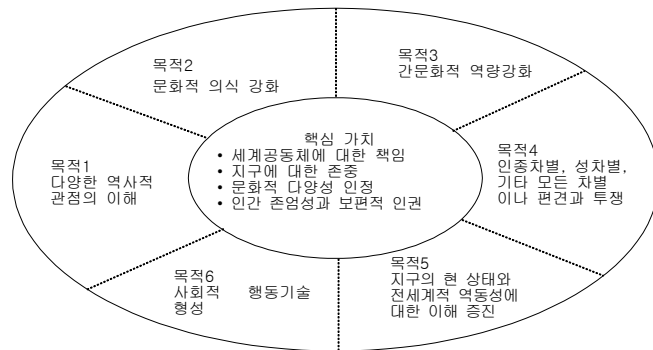 목적1
다양한 역사적
관점의 이해
목적2
문화적 의식 강화
목적3
간문화적 역량강화
목적4
인종차별, 성차별,
기타 모든 차별
이나 편견과 투쟁
목적5
지구의 현 상태와
전세계적 역동성에
대한 이해 증진
목적6
사회적 행동기술
형성
핵심 가치
• 세계공동체에 대한 책임
• 지구에 대한 존중
• 문화적 다양성 인정
• 인간 존엄성과 보편적 인권